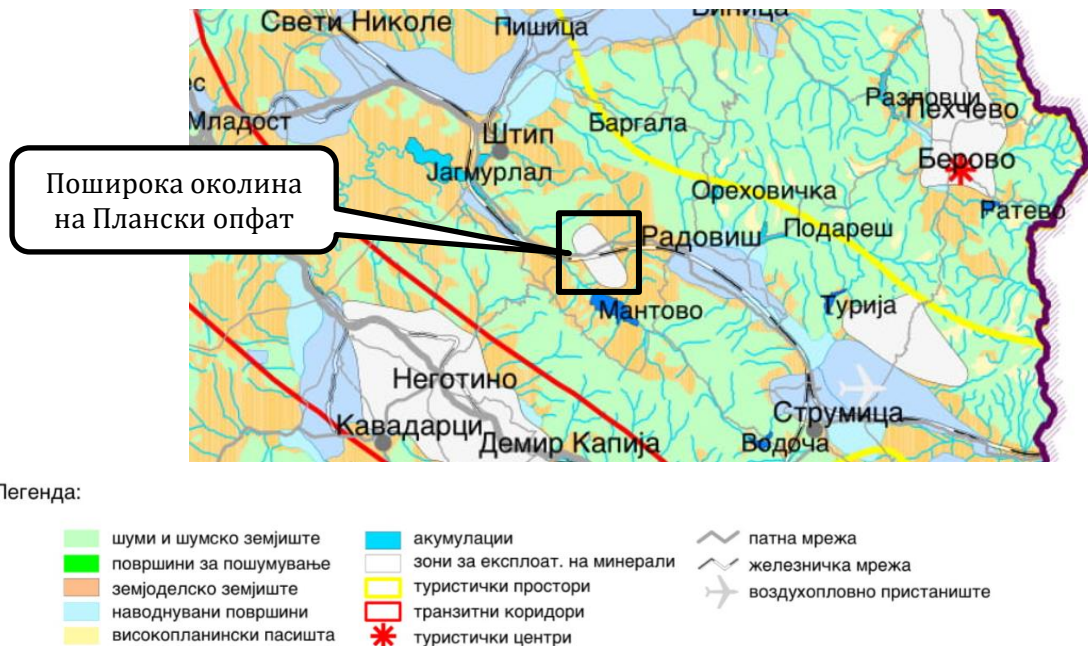 Свети Николе
Пишица
Виница
ес
Младост
Штип
Баргала
Разловци
Пехчево
Берово
Јагмурлал
Поширока околина
на Плански опфат
Ореховичка
Ратево
Радовиш
Подареш
Мантово
Турија
Неготино
Струмица
Кавадарци
Демир Капија
Водоча
Легенда:
шуми и шумско земјиште
површини за пошумување
земјоделско земјиште
наводнувани површини
високопланински пасишта
акумулации
зони за експлоат. на минерали
туристички простори
транзитни коридори
туристички центри
патна мрежа
железничка мрежа
воздухопловно пристаниште